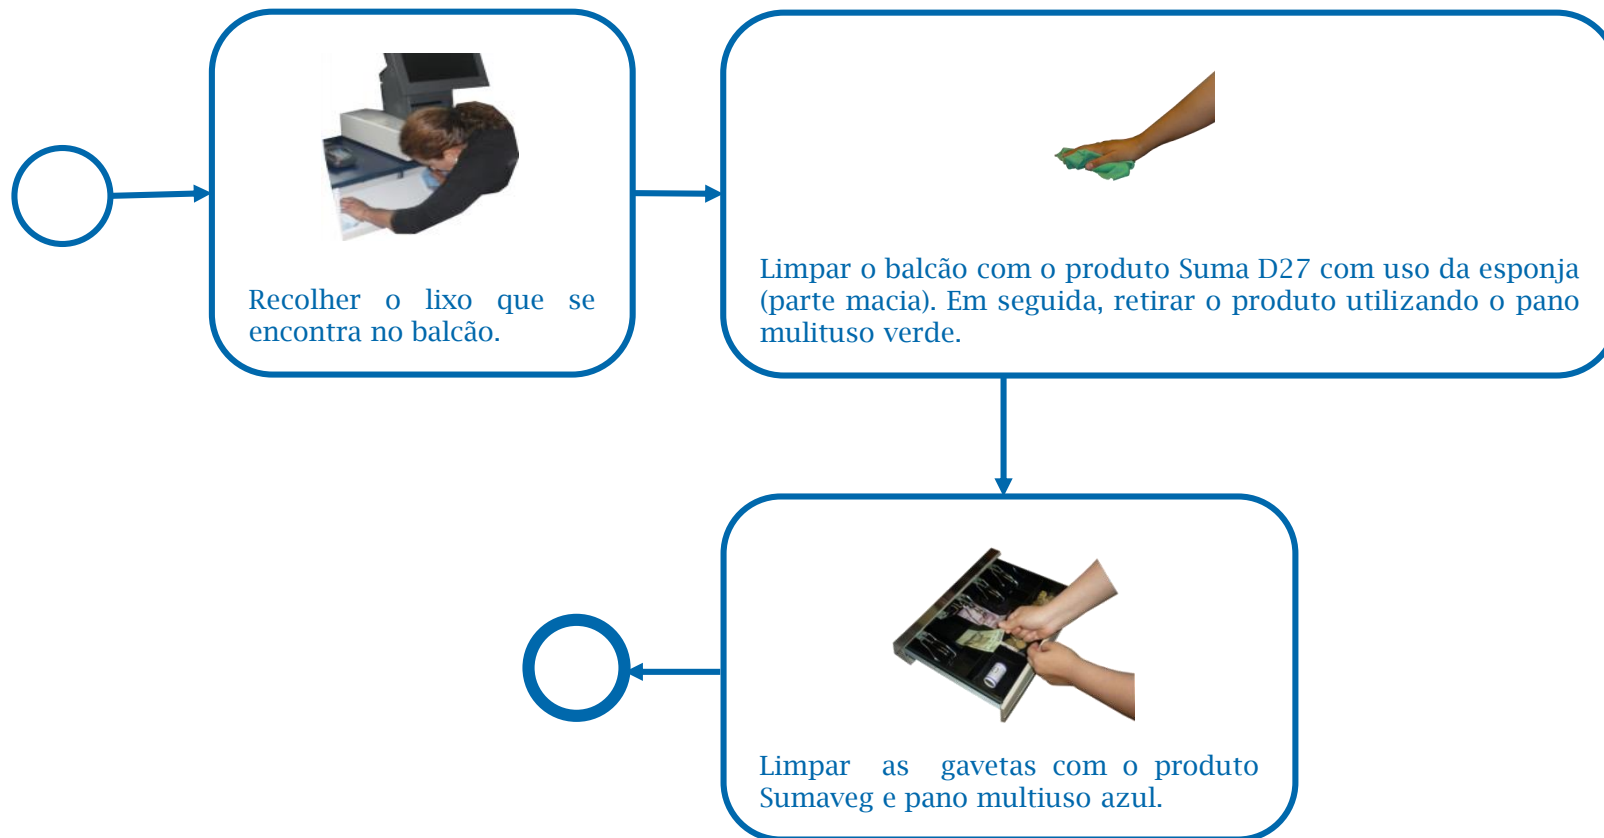 Recolher o lixo que se
encontra no balcão.
Limpar o balcão com o produto Suma D27 com uso da esponja
(parte macia). Em seguida, retirar o produto utilizando o pano
mulituso verde.
Limpar as gavetas com o produto
Sumaveg e pano multiuso azul.